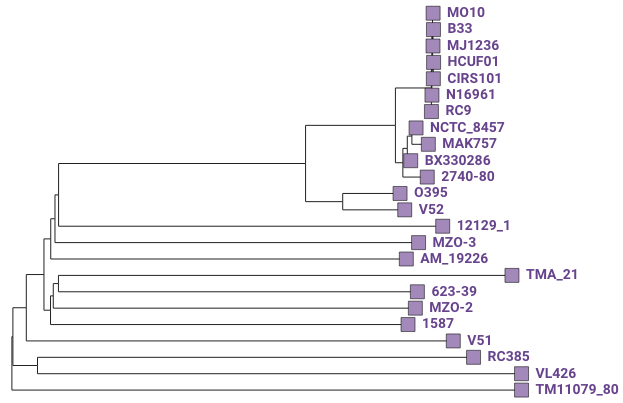 MO10
B33
MJ1236
HCUF01
CIRS101
N16961
RC9
NCTC_8457
MAK757
BX330286
2740-80
O395
V52
12129_1
MZO-3
AM_19226
TMA_21
623-39
MZO-2
1587
V51
RC385
VL426
TM11079_80